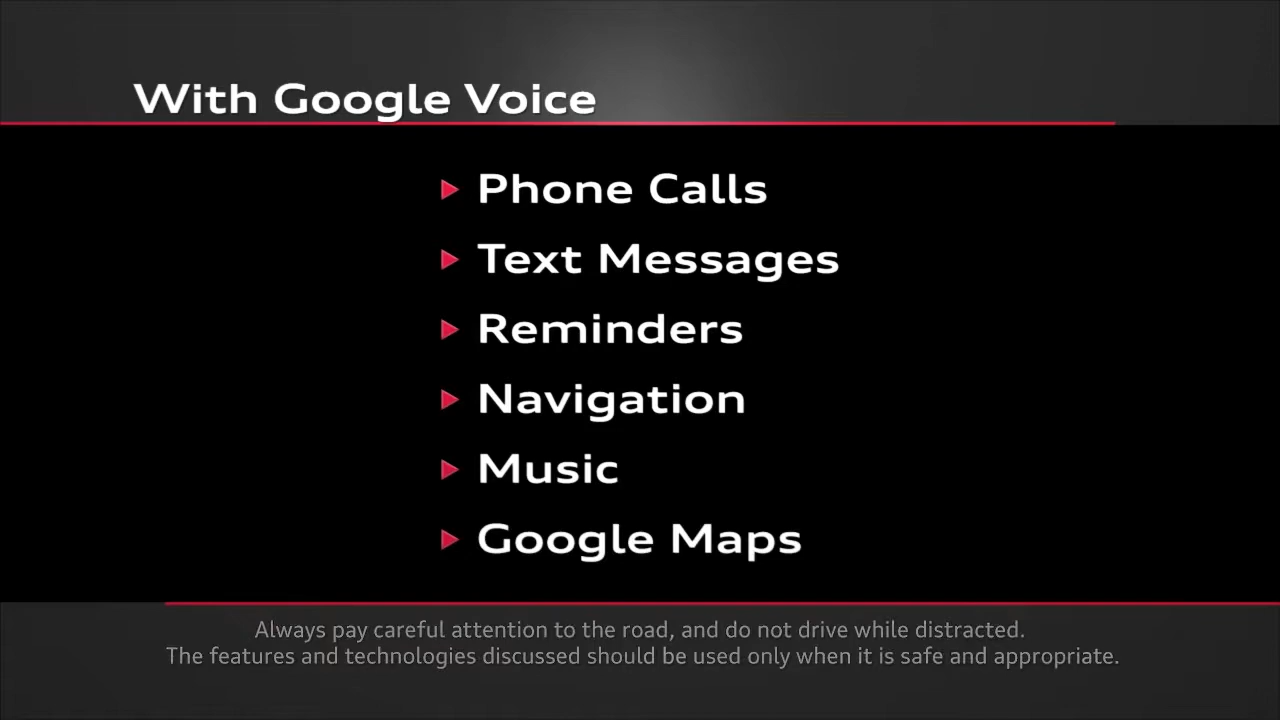 With Google Voice
Phone Calls
Text Messages
Reminders
Navigation
Music
Google Maps
Always pay careful attention to the road, and do not drive while distracted.
The features and technologies discussed should be used only when it is safe and appropriate.